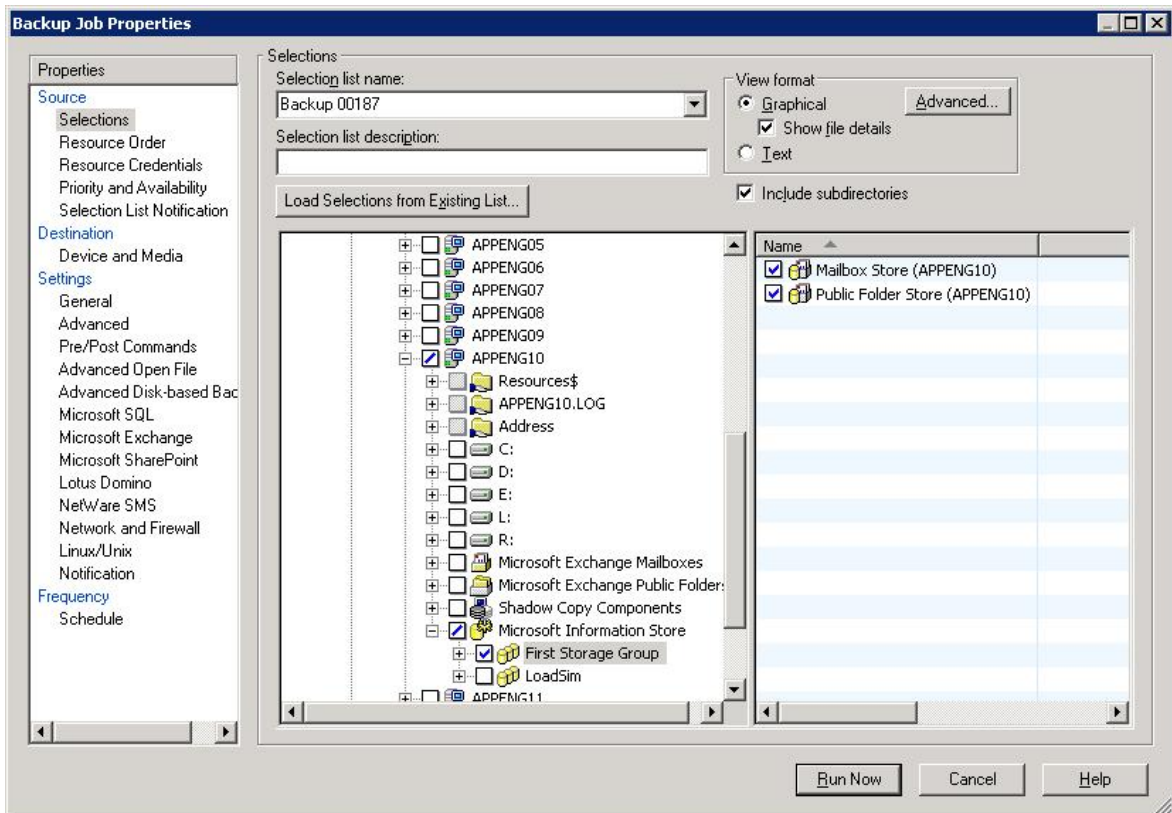 Backup Job Properties
Properties
Source
Selections
Resource Order
Resource Credentials
Priority and Availability
Selection List Notification
Destination
Device and Media
Settings
General
Advanced
Pre/Post Commands
Advanced Open File
Advanced Disk-based Bac
Microsoft SQL
Microsoft Exchange
Microsoft SharePoint
Lotus Domino
NetWare SMS
Network and Firewall
Linux/Unix
Notification
Frequency
Schedule
Selections
Selection list name:
Backup 00187
Selection list description:
Load Selections from Existing List...
View format
Graphical
Advanced...
Show file details
Text
Include subdirectories
APPENG05
APPENG06
APPENG07
APPENG08
APPENG09
APPENG10
Resources$
APPENG10.LOG
Address
C:
D:
E:
L:
R:
Microsoft Exchange Mailboxes
Microsoft Exchange Public Folders
Shadow Copy Components
Microsoft Information Store
First Storage Group
LoadSim
APPENG11
Name
Mailbox Store (APPENG10)
Public Folder Store (APPENG10)
Run Now
Cancel
Help